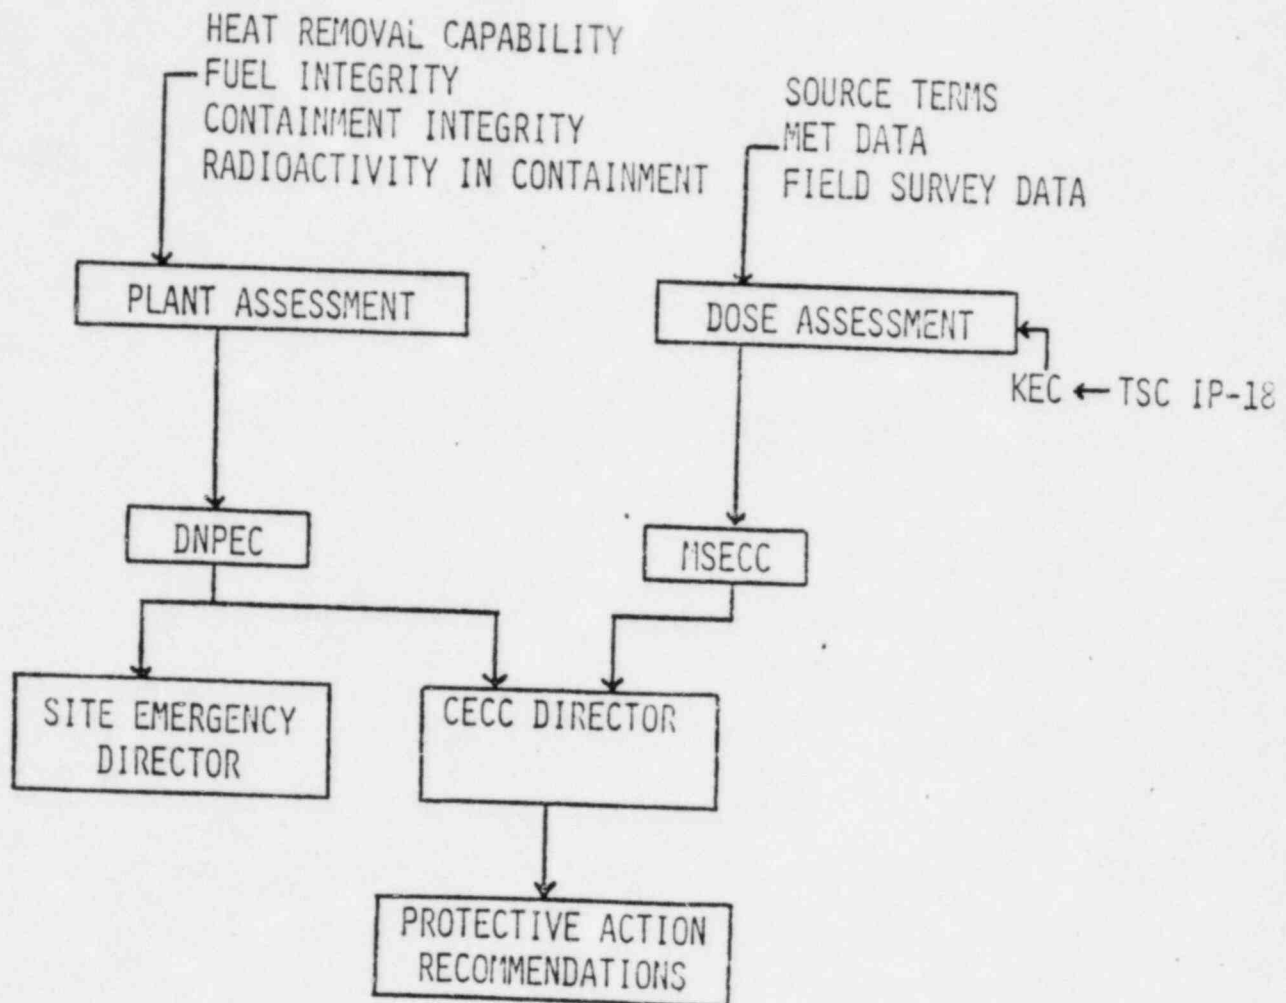 HEAT REMOVAL CAPABILITY
FUEL INTEGRITY
CONTAINMENT INTEGRITY
RADIOACTIVITY IN CONTAINMENT
SOURCE TERMS
MET DATA
FIELD SURVEY DATA
PLANT ASSESSMENT
DOSE ASSESSMENT
KEC ← TSC IP-18
DNPEC
MSECC
SITE EMERGENCY
DIRECTOR
CECC DIRECTOR
PROTECTIVE ACTION
RECOMMENDATIONS